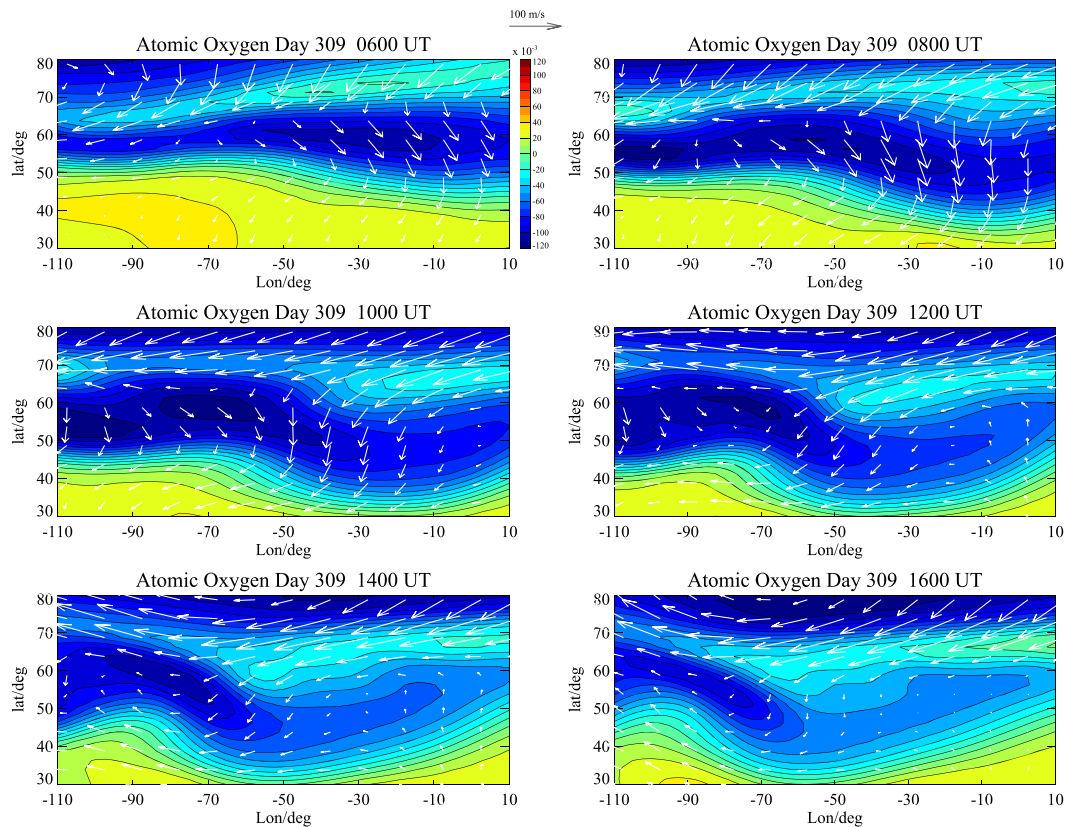 100 m/s
Atomic Oxygen Day 309 0600 UT
x 10-3
120
100
80
60
40
20
0
-20
-40
-60
-80
-100
-120
lat/deg
80
70
60
50
40
30
-110 -90 -70 -50 -30 -10 10
Lon/deg
Atomic Oxygen Day 309 0800 UT
lat/deg
80
70
60
50
40
30
-110 -90 -70 -50 -30 -10 10
Lon/deg
Atomic Oxygen Day 309 1000 UT
lat/deg
80
70
60
50
40
30
-110 -90 -70 -50 -30 -10 10
Lon/deg
Atomic Oxygen Day 309 1200 UT
lat/deg
80
70
60
50
40
30
-110 -90 -70 -50 -30 -10 10
Lon/deg
Atomic Oxygen Day 309 1400 UT
lat/deg
80
70
60
50
40
30
-110 -90 -70 -50 -30 -10 10
Lon/deg
Atomic Oxygen Day 309 1600 UT
lat/deg
80
70
60
50
40
30
-110 -90 -70 -50 -30 -10 10
Lon/deg